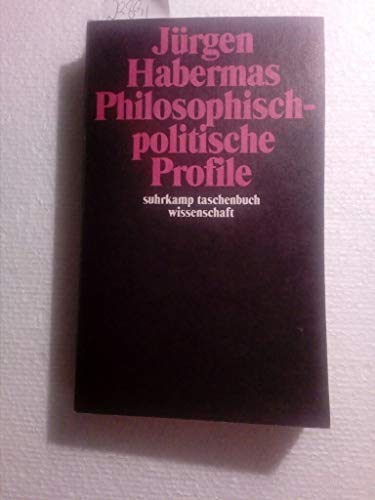 Jürgen
Habermas
Philosophisch-
politische
Profile
suhrkamp taschenbuch
wissenschaft